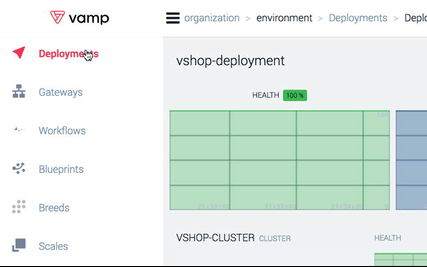 vamp
organization > environment > Deployments > Deplo
Deployments
vshop-deployment
HEALTH 100 %
Gateways
Workflows
Blueprints
Breeds
Scales
VSHOP-CLUSTER CLUSTER
HEALTH